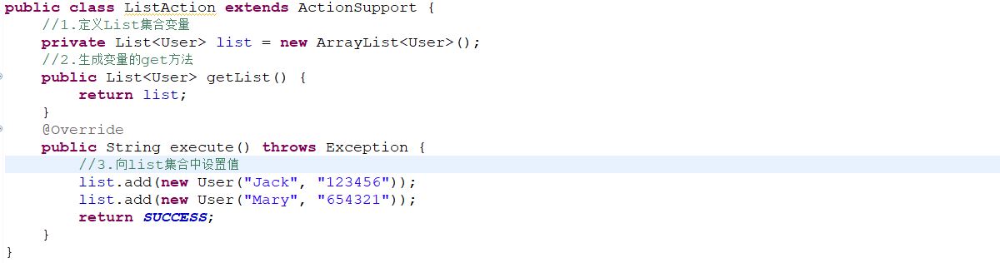 public class ListAction extends ActionSupport {
//1.定义List集合变量
private List<User> list = new ArrayList<User>();
//2.生成变量的get方法
public List<User> getList() {
return list;
}
@Override
public String execute() throws Exception {
//3.向list集合中设置值
list.add(new User("Jack", "123456"));
list.add(new User("Mary", "654321"));
return SUCCESS;
}
}